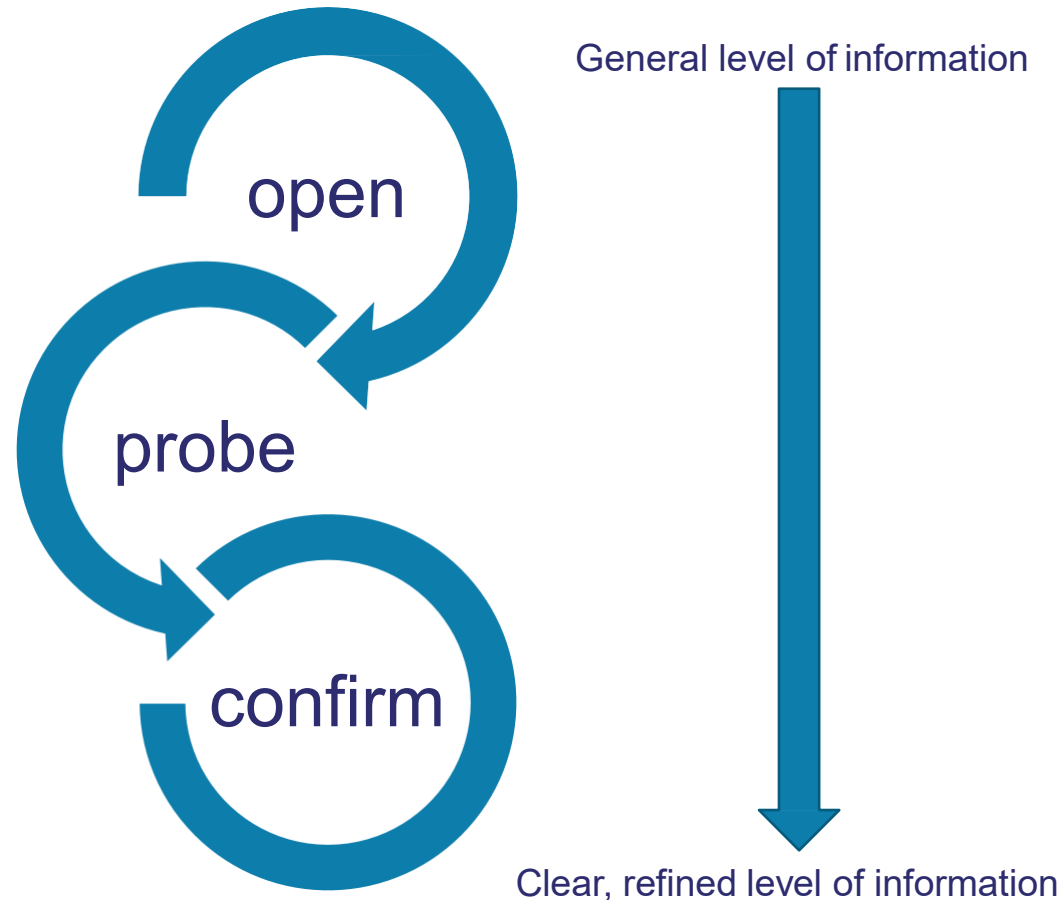 General level of information
open
probe
confirm
Clear, refined level of information